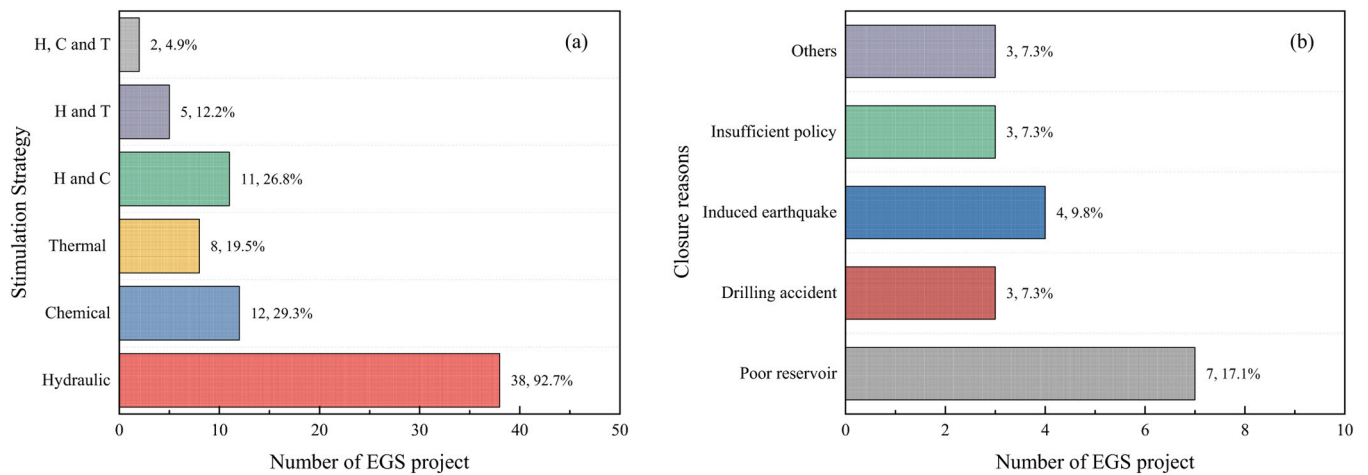 (a)
Stimulation Strategy
H, C and T
2, 4.9%
H and T
5, 12.2%
H and C
11, 26.8%
Thermal
8, 19.5%
Chemical
12, 29.3%
Hydraulic
38, 92.7%
0 10 20 30 40 50
Number of EGS project
(b)
Closure reasons
Others
3, 7.3%
Insufficient policy
3, 7.3%
Induced earthquake
4, 9.8%
Drilling accident
3, 7.3%
Poor reservoir
7, 17.1%
0 2 4 6 8 10
Number of EGS project